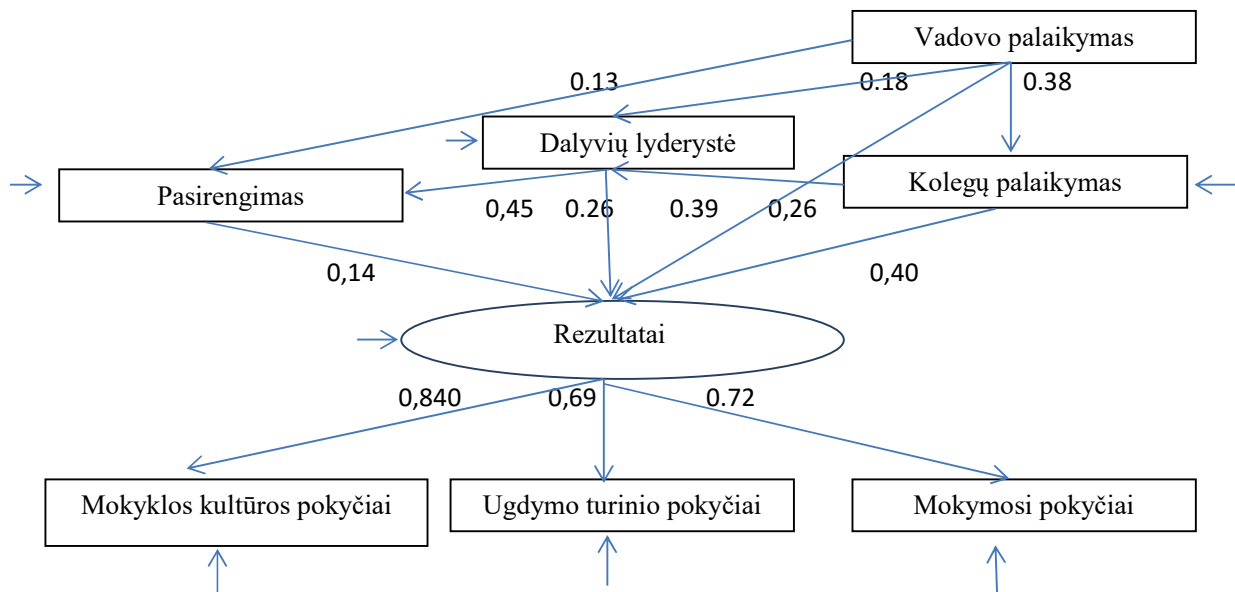 Vadovo palaikymas
0.13
0.18
0.38
Dalyvių lyderystė
Pasirengimas
Kolegų palaikymas
0,45
0.26
0.39
0,26
0,14
0,40
Rezultatai
0,840
0,69
0.72
Mokyklos kultūros pokyčiai
Ugdymo turinio pokyčiai
Mokymosi pokyčiai